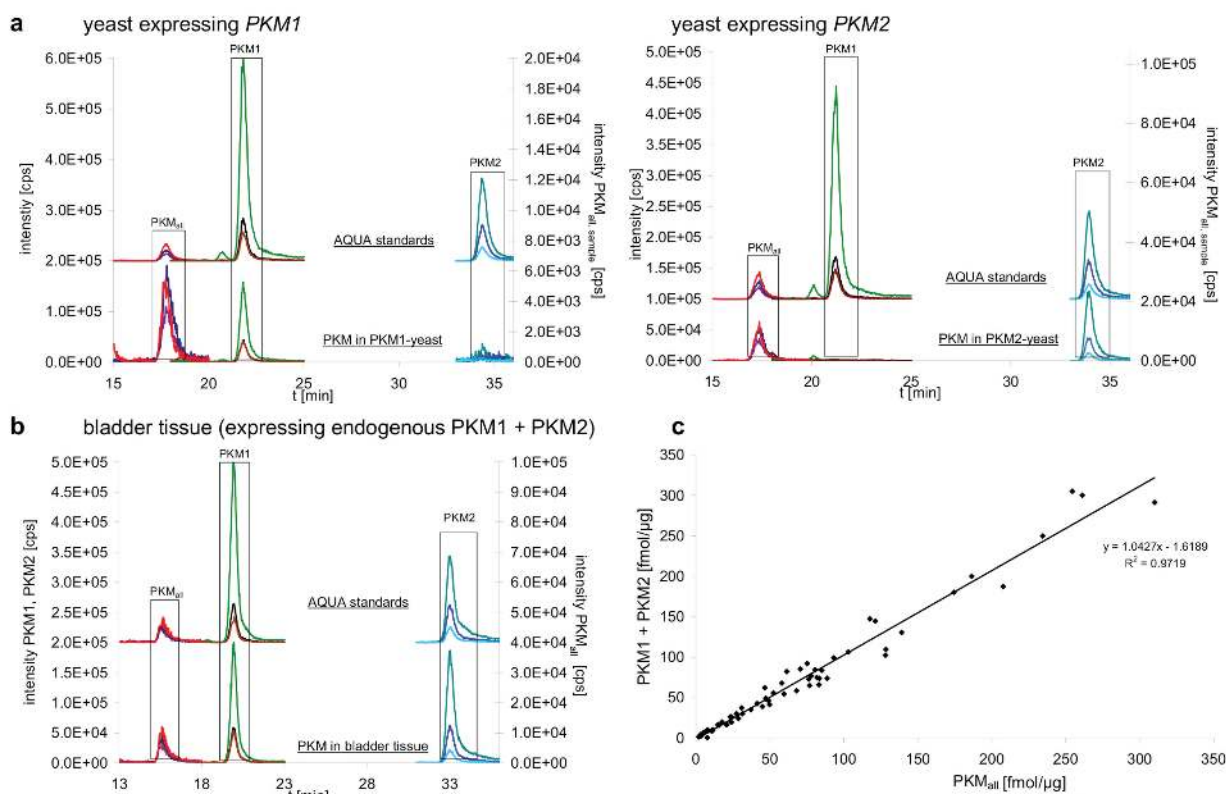 a
yeast expressing PKM1
yeast expressing PKM2
intenstiy [cps]
6.0E+05
5.0E+05
4.0E+05
3.0E+05
2.0E+05
1.0E+05
0.0E+00
PKM1
PKM2
PKMall
AQUA standards
PKM in PKM1-yeast
2.0E+04
1.8E+04
1.6E+04
1.4E+04
1.2E+04
1.0E+04
8.0E+03
6.0E+03
4.0E+03
2.0E+03
0.0E+00
intensity PKMall, sample [cps]
15
20
25
30
35
t [min]
intensity [cps]
5.0E+05
4.5E+05
4.0E+05
3.5E+05
3.0E+05
2.5E+05
2.0E+05
1.5E+05
1.0E+05
5.0E+04
0.0E+00
PKM1
PKM2
PKMall
AQUA standards
PKM in PKM2-yeast
1.0E+05
8.0E+04
6.0E+04
4.0E+04
2.0E+04
0.0E+00
intensity PKMall, sample [cps]
15
20
25
30
35
t [min]
b
bladder tissue (expressing endogenous PKM1 + PKM2)
intensity PKM1, PKM2 [cps]
5.0E+05
4.5E+05
4.0E+05
3.5E+05
3.0E+05
2.5E+05
2.0E+05
1.5E+05
1.0E+05
5.0E+04
0.0E+00
PKM1
PKM2
PKMall
AQUA standards
PKM in bladder tissue
1.0E+05
9.0E+04
8.0E+04
7.0E+04
6.0E+04
5.0E+04
4.0E+04
3.0E+04
2.0E+04
1.0E+04
0.0E+00
intensity PKMall [cps]
13
18
23
28
33
t [min]
c
PKM1 + PKM2 [fmol/µg]
350
300
250
200
150
100
50
0
y = 1.0427x - 1.6189
R² = 0.9719
0
50
100
150
200
250
300
350
PKMall [fmol/µg]